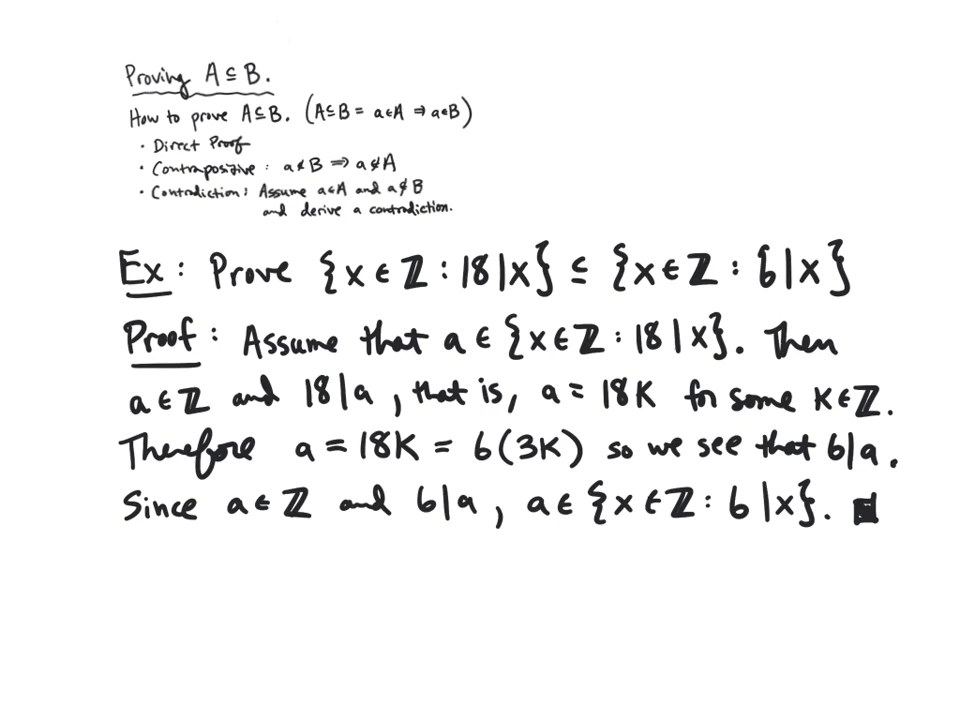 Proving A ⊆ B.
How to prove A⊆B. (A⊆B = a∈A ⇒ a∈B)
· Direct Proof
· Contrapositive : a∉B ⇒ a∉A
· Contradiction : Assume a∈A and a∉B
and derive a contradiction.
Ex : Prove {x ∈ ℤ : 18|x} ⊆ {x ∈ ℤ : 6|x}
Proof : Assume that a ∈ {x ∈ ℤ : 18|x}. Then
a ∈ ℤ and 18|a, that is, a = 18K for some K∈ℤ.
Therefore a = 18K = 6(3K) so we see that 6|a.
Since a∈ℤ and 6|a, a∈ {x ∈ℤ : 6|x}. ■